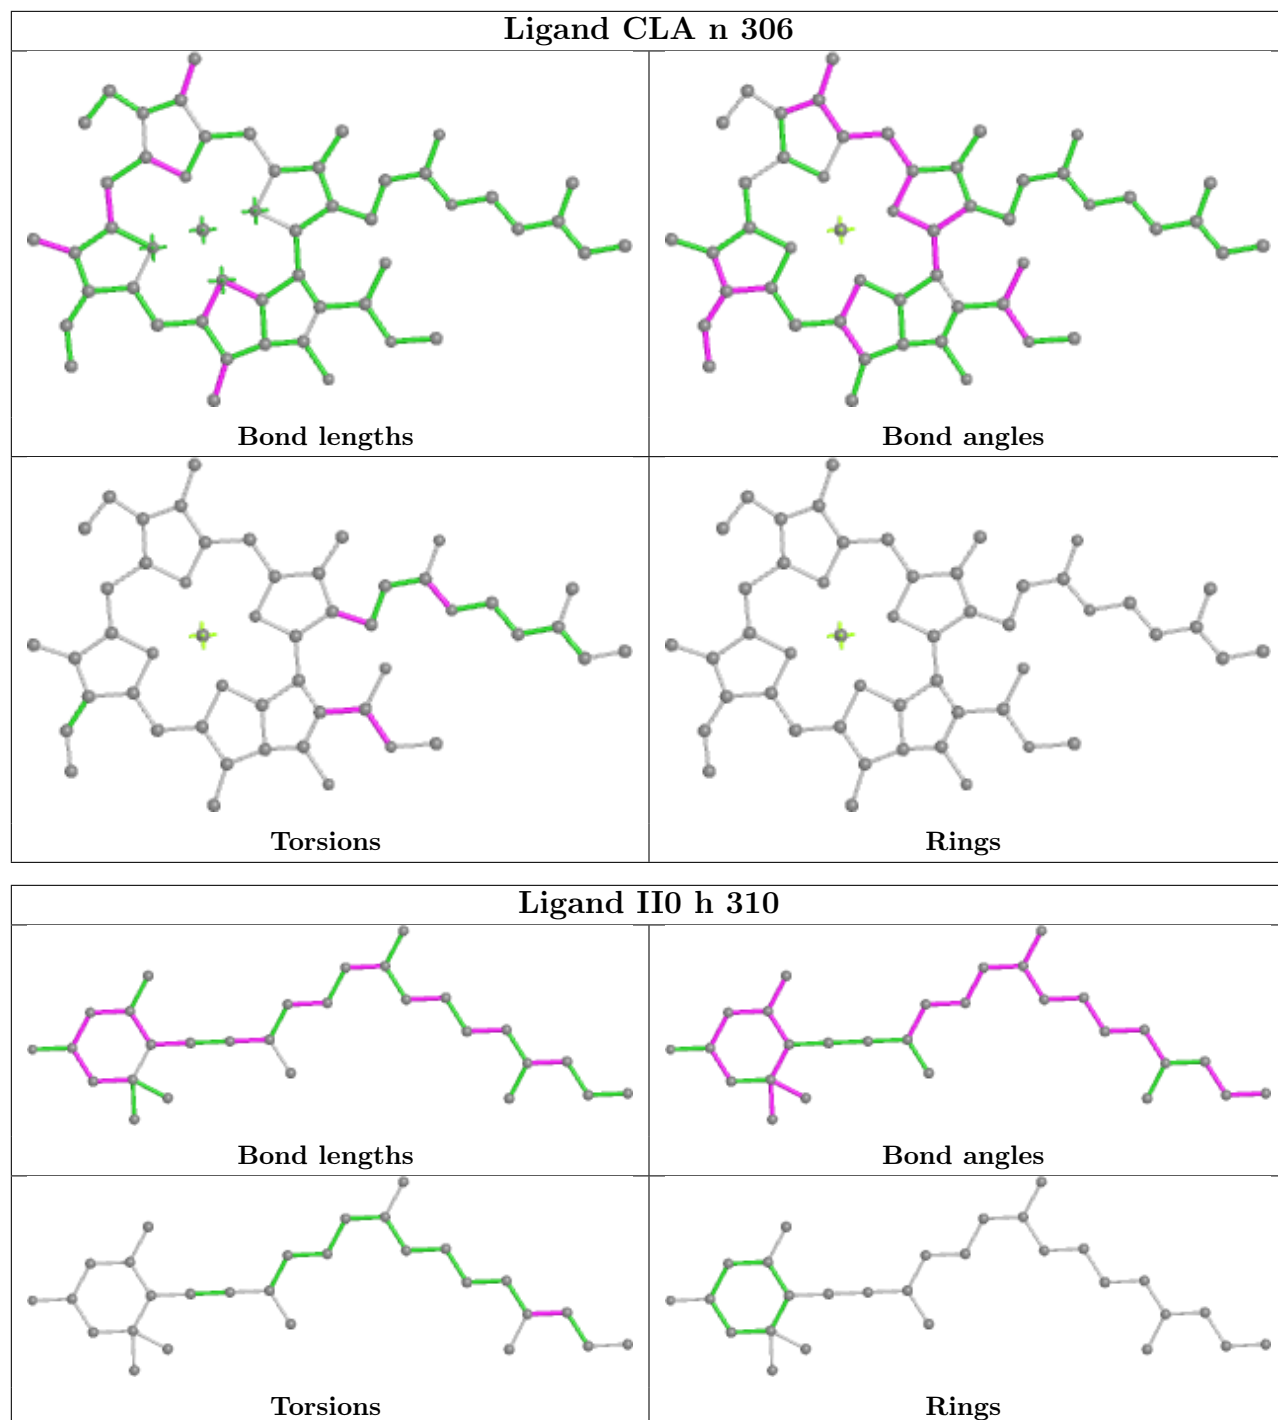 Ligand CLA n 306
Bond lengths
Bond angles
Torsions
Rings
Ligand II0 h 310
Bond lengths
Bond angles
Torsions
Rings